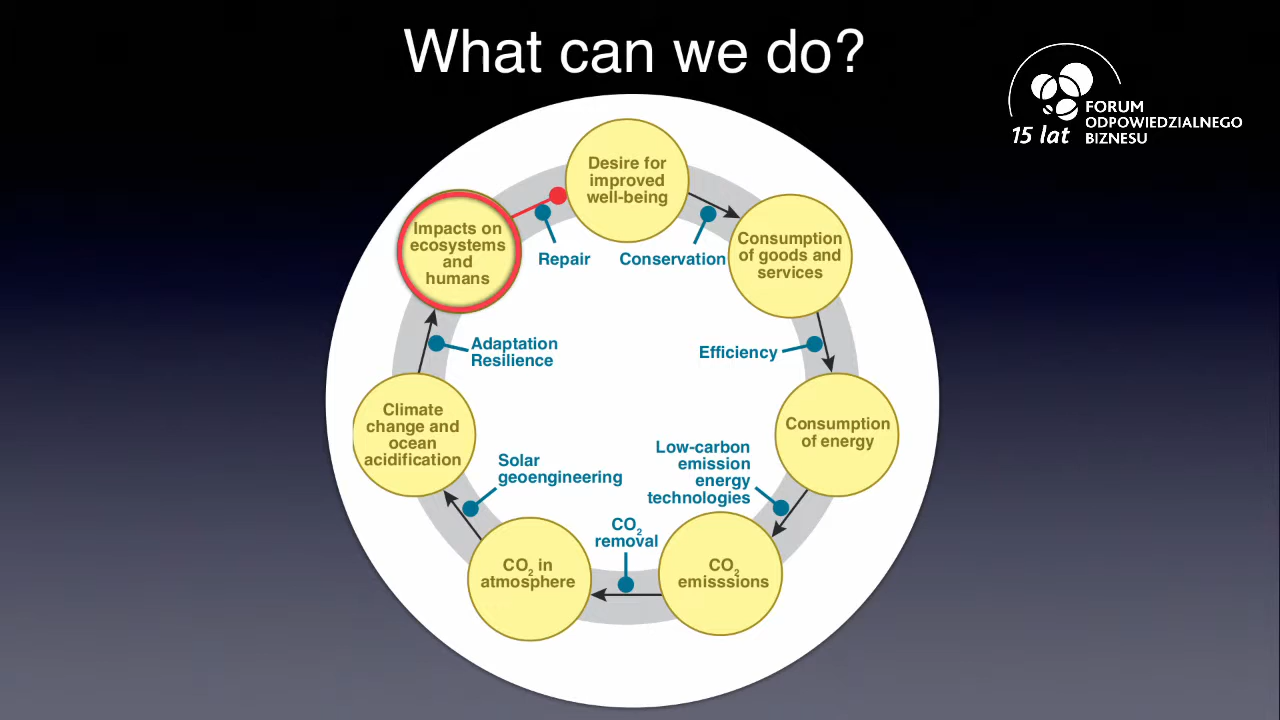 What can we do?
FORUM
ODPOWIEDZIALNEGO
BIZNESU
15 lat
Desire for
improved
well-being
Consumption
of goods and
services
Consumption
of energy
CO2
emisssions
CO2 in
atmosphere
Climate
change and
ocean
acidification
Impacts on
ecosystems
and
humans
Repair
Conservation
Efficiency
Low-carbon
emission
energy
technologies
CO2
removal
Solar
geoengineering
Adaptation
Resilience